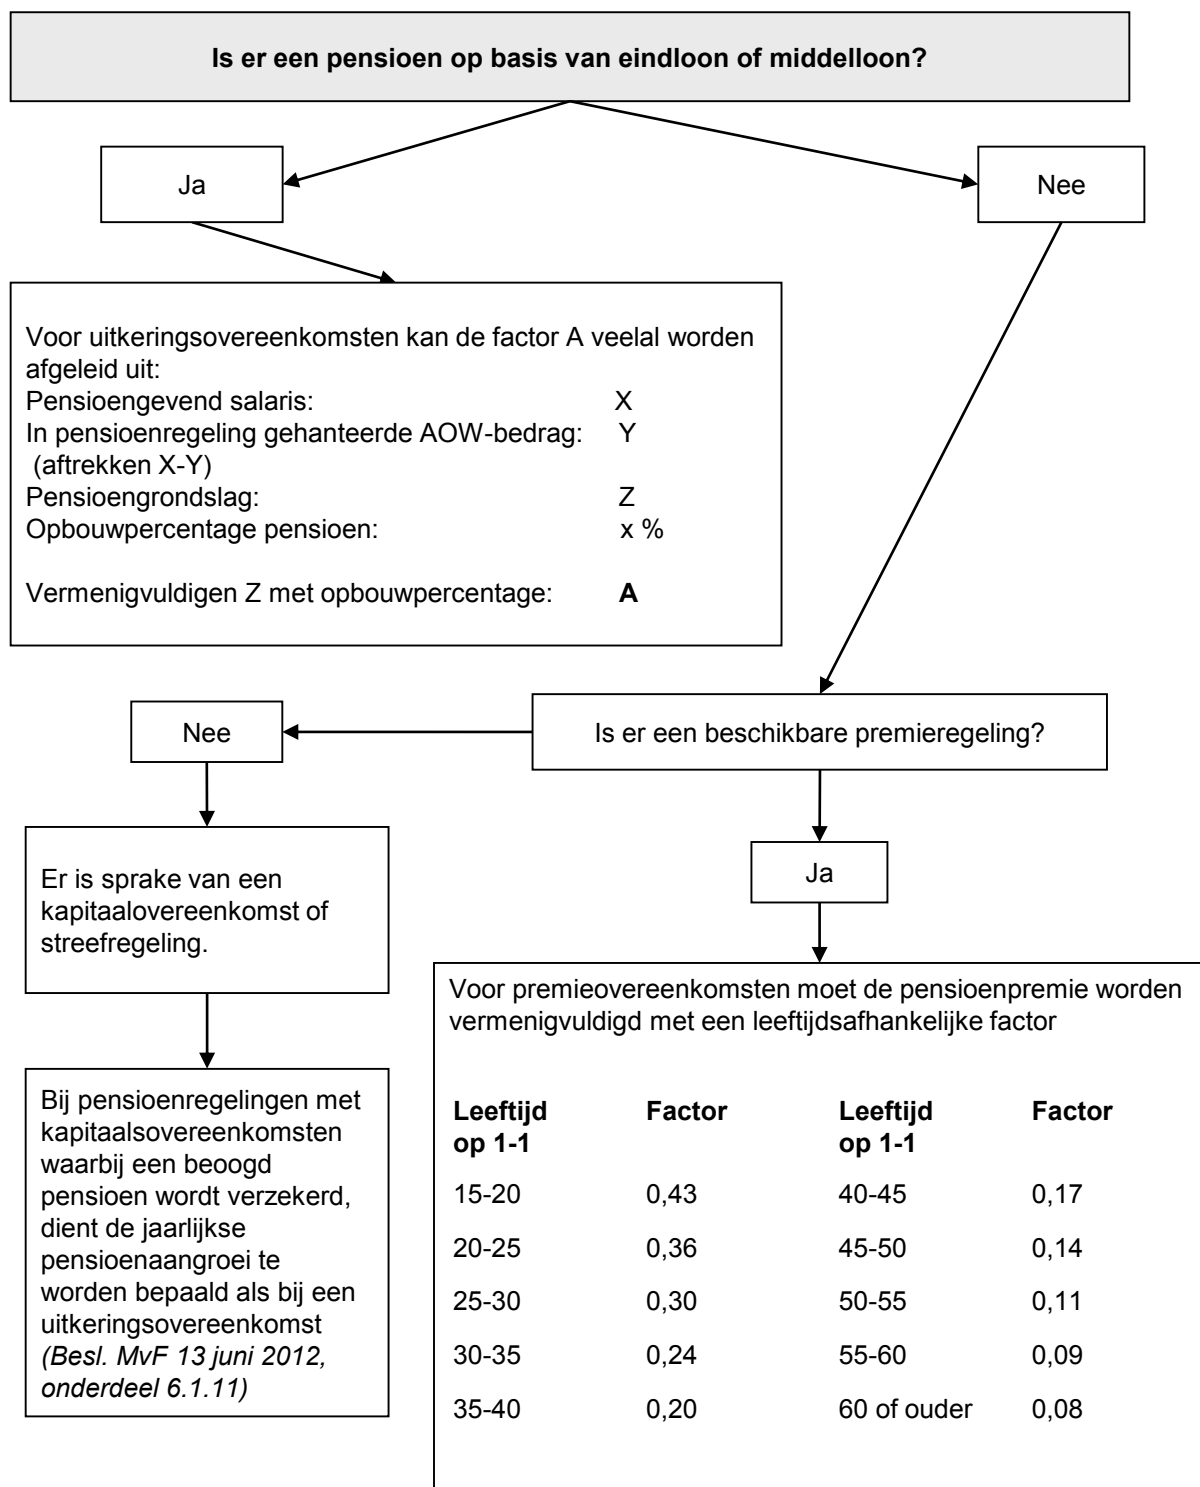 Is er een pensioen op basis van eindloon of middelloon?
Ja
Nee
Voor uitkeringsovereenkomsten kan de factor A veelal worden
afgeleid uit:
Pensioengevend salaris: X
In pensioenregeling gehanteerde AOW-bedrag: Y
(aftrekken X-Y)
Pensioengrondslag: Z
Opbouwpercentage pensioen: x %
Vermenigvuldigen Z met opbouwpercentage: A
Nee
Is er een beschikbare premieregeling?
Er is sprake van een
kapitaalovereenkomst of
streefregeling.
Ja
Bij pensioenregelingen met
kapitaalsovereenkomsten
waarbij een beoogd
pensioen wordt verzekerd,
dient de jaarlijkse
pensioenaangroei te
worden bepaald als bij een
uitkeringsovereenkomst
(Besl. MvF 13 juni 2012,
onderdeel 6.1.11)
Voor premieovereenkomsten moet de pensioenpremie worden
vermenigvuldigd met een leeftijdsafhankelijke factor
Leeftijd Factor Leeftijd Factor
op 1-1 op 1-1
15-20 0,43 40-45 0,17
20-25 0,36 45-50 0,14
25-30 0,30 50-55 0,11
30-35 0,24 55-60 0,09
35-40 0,20 60 of ouder 0,08